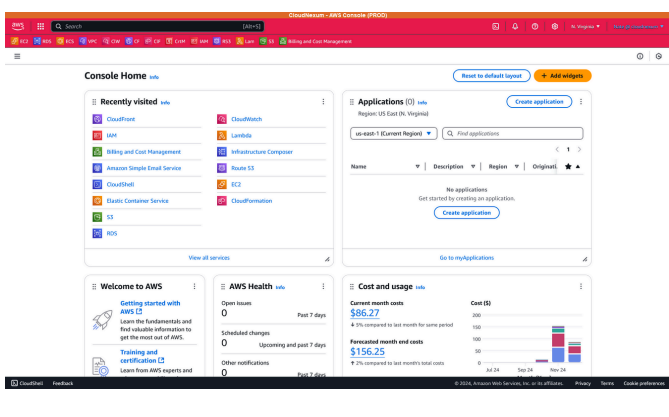 CloudNexum - AWS Console (PROD)
aws
Search
[Alt+S]
N. Virginia
EC2 RDS ECS VPC CW CF CF CrtM IAM R53 Lam S3 Billing and Cost Management
Console Home Info
Reset to default layout
+ Add widgets
Recently visited Info
CloudFront
IAM
Billing and Cost Management
Amazon Simple Email Service
CloudShell
Elastic Container Service
S3
RDS
CloudWatch
Lambda
Infrastructure Composer
Route 53
EC2
CloudFormation
View all services
Applications (0) Info
Create application
Region: US East (N. Virginia)
us-east-1 (Current Region)
Find applications
1
Name Description Region Originati.
No applications
Get started by creating an application.
Create application
Go to myApplications
Welcome to AWS
Getting started with
AWS
Learn the fundamentals and
find valuable information to
get the most out of AWS.
Training and
certification
Learn from AWS experts and
AWS Health Info
Open issues
0 Past 7 days
Scheduled changes
0 Upcoming and past 7 days
Other notifications
0 Past 7 days
Cost and usage Info
Current month costs
$86.27
5% compared to last month for same period
Forecasted month end costs
$156.25
2% compared to last month's total costs
Cost ($)
200
150
100
50
0
Jul 24 Sep 24 Nov 24
CloudShell Feedback
© 2024, Amazon Web Services, Inc. or its affiliates. Privacy Terms Cookie preferences